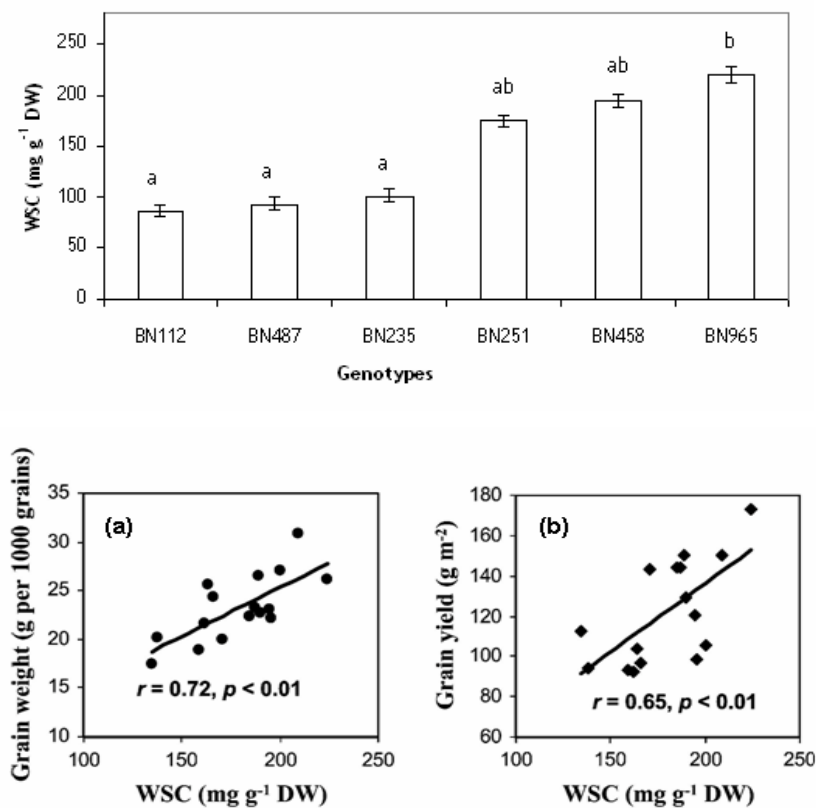 250
200
150
100
50
0
WSC (mg g⁻¹ DW)
a
a
a
ab
ab
b
BN112 BN487 BN235 BN251 BN458 BN965
Genotypes
35
30
25
20
15
10
Grain weight (g per 1000 grains)
(a)
r = 0.72, p < 0.01
100 150 200 250
WSC (mg g⁻¹ DW)
180
160
140
120
100
80
60
Grain yield (g m⁻²)
(b)
r = 0.65, p < 0.01
100 150 200 250
WSC (mg g⁻¹ DW)